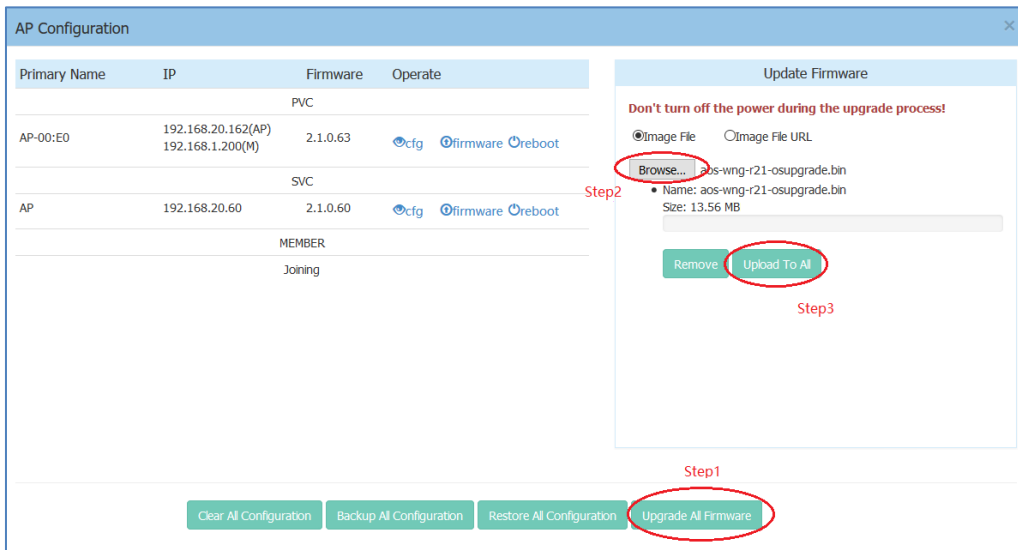 AP Configuration
×
Primary Name IP Firmware Operate
PVC
AP-00:E0 192.168.20.162(AP) 2.1.0.63 cfg firmware reboot
192.168.1.200(M)
SVC
AP 192.168.20.60 2.1.0.60 cfg firmware reboot
MEMBER
Joining
Update Firmware
Don't turn off the power during the upgrade process!
Image File Image File URL
Browse... aos-wng-r21-osupgrade.bin
Step2
Name: aos-wng-r21-osupgrade.bin
Size: 13.56 MB
Remove Upload To All
Step3
Step1
Clear All Configuration Backup All Configuration Restore All Configuration Upgrade All Firmware